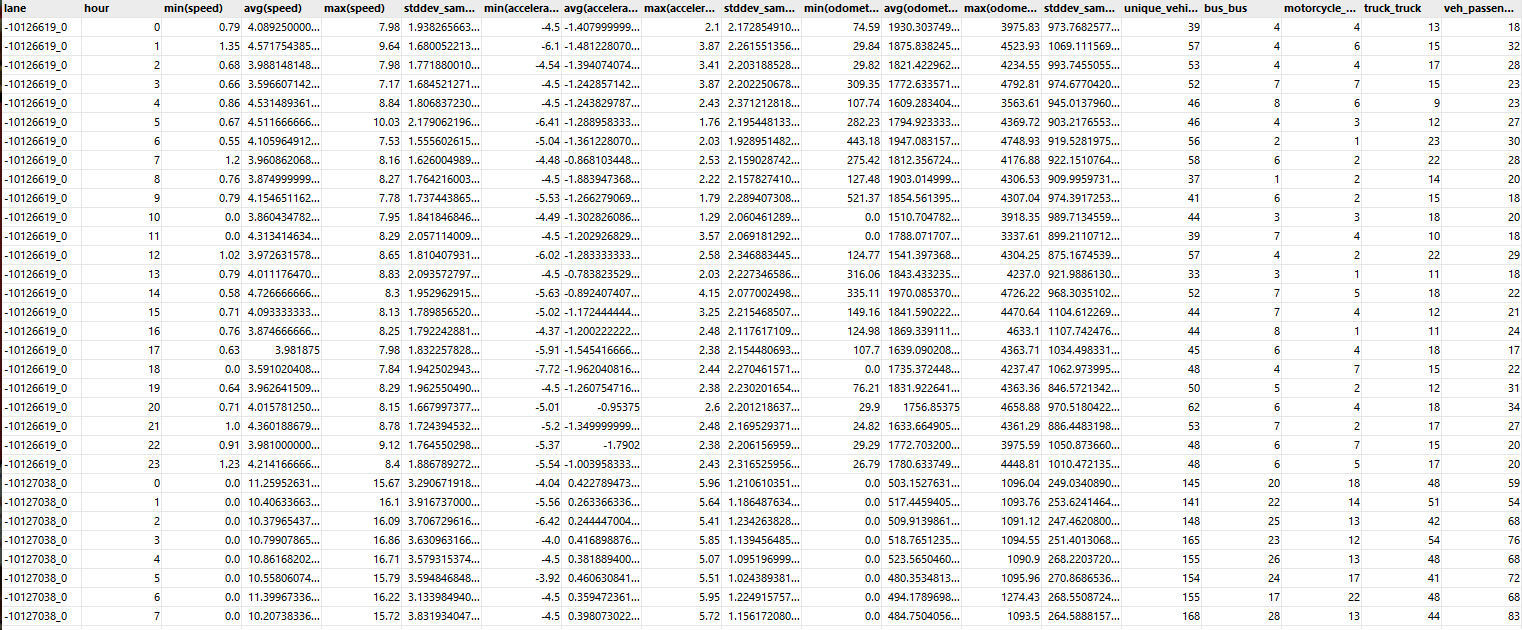 lane hour min(speed) avg(speed) max(speed) stddev_sam... min(accelera... avg(accelera... max(acceler... stddev_sam... min(odomet... avg(odomet... max(odome... stddev_sam... unique_vehi... bus_bus motorcycle_... truck_truck veh_passen...
-10126619_0 0 0.79 4.089250000... 7.98 1.938265663... -4.5 -1.407999999... 2.1 2.172854910... 74.59 1930.303749... 3975.83 973.7682577... 39 4 4 13 18
-10126619_0 1 1.35 4.571754385... 9.64 1.680052213... -6.1 -1.481228070... 3.87 2.261551356... 29.84 1875.838245... 4523.93 1069.111569... 57 4 6 15 32
-10126619_0 2 0.68 3.988148148... 7.98 1.771880010... -4.54 -1.394074074... 3.41 2.203188528... 29.82 1821.422962... 4234.55 993.7455055... 53 4 4 17 28
-10126619_0 3 0.66 3.596607142... 7.17 1.684521271... -4.5 -1.242857142... 3.87 2.202250678... 309.35 1772.633571... 4792.81 974.6770420... 52 7 7 15 23
-10126619_0 4 0.86 4.531489361... 8.84 1.806837230... -4.5 -1.243829787... 2.43 2.371212818... 107.74 1609.283404... 3563.61 945.0137960... 46 8 6 9 23
-10126619_0 5 0.67 4.511666666... 10.03 2.179062196... -6.41 -1.288958333... 1.76 2.195448133... 282.23 1794.923333... 4369.72 903.2176553... 46 4 3 12 27
-10126619_0 6 0.55 4.105964912... 7.53 1.555602615... -5.04 -1.361228070... 2.03 1.928951482... 443.18 1947.083157... 4748.93 919.5281975... 56 2 1 23 30
-10126619_0 7 1.2 3.960862068... 8.16 1.626004989... -4.48 -0.868103448... 2.53 2.159028742... 275.42 1812.356724... 4176.88 922.1510764... 58 6 2 22 28
-10126619_0 8 0.76 3.874999999... 8.27 1.764216003... -4.5 -1.883947368... 2.22 2.157827410... 127.48 1903.014999... 4306.53 909.9959731... 37 1 2 14 20
-10126619_0 9 0.79 4.154651162... 7.78 1.737443865... -5.53 -1.266279069... 1.79 2.289407308... 521.37 1854.561395... 4307.04 974.3917253... 41 6 2 15 18
-10126619_0 10 0.0 3.860434782... 7.95 1.841846846... -4.49 -1.302826086... 1.29 2.060461289... 0.0 1510.704782... 3918.35 989.7134559... 44 3 3 18 20
-10126619_0 11 0.0 4.313414634... 8.29 2.057114009... -4.5 -1.202926829... 3.57 2.069181292... 0.0 1788.071707... 3337.61 899.2110712... 39 7 4 10 18
-10126619_0 12 1.02 3.972631578... 8.65 1.810407931... -6.02 -1.283333333... 2.58 2.346883445... 124.77 1541.397368... 4304.25 875.1674539... 57 4 2 22 29
-10126619_0 13 0.79 4.011176470... 8.83 2.093572797... -4.5 -0.783823529... 2.03 2.227346586... 316.06 1843.433235... 4237.0 921.9886130... 33 3 1 11 18
-10126619_0 14 0.58 4.726666666... 8.3 1.952962915... -5.63 -0.892407407... 4.15 2.077002498... 335.11 1970.085370... 4726.22 968.3035102... 52 7 5 18 22
-10126619_0 15 0.71 4.093333333... 8.13 1.789856520... -5.02 -1.172444444... 3.25 2.215468507... 149.16 1841.590222... 4470.64 1104.612269... 44 7 4 12 21
-10126619_0 16 0.76 3.874666666... 8.25 1.792242881... -4.37 -1.200222222... 2.48 2.117617109... 124.98 1869.339111... 4633.1 1107.742476... 44 8 1 11 24
-10126619_0 17 0.63 3.981875 7.98 1.832257828... -5.91 -1.545416666... 2.38 2.154480693... 107.7 1639.090208... 4363.71 1034.498331... 45 6 4 18 17
-10126619_0 18 0.0 3.591020408... 7.84 1.942502943... -7.72 -1.962040816... 2.44 2.270461571... 0.0 1735.372448... 4237.47 1062.973995... 48 4 7 15 22
-10126619_0 19 0.64 3.962641509... 8.29 1.962550490... -4.5 -1.260754716... 2.38 2.230201654... 76.21 1831.922641... 4363.36 846.5721342... 50 5 2 12 31
-10126619_0 20 0.71 4.015781250... 8.15 1.667997377... -5.01 -0.95375 2.6 2.201218637... 29.9 1756.85375 4658.88 970.5180422... 62 6 4 18 34
-10126619_0 21 1.0 4.360188679... 8.78 1.724394532... -5.2 -1.349999999... 2.48 2.169529371... 24.82 1633.664905... 4361.29 886.4483198... 53 7 2 17 27
-10126619_0 22 0.91 3.981000000... 9.12 1.764550298... -5.37 -1.7902 2.38 2.206156959... 29.29 1772.703200... 3975.59 1050.873660... 48 6 7 15 20
-10126619_0 23 1.23 4.214166666... 8.4 1.886789272... -5.54 -1.003958333... 2.43 2.316525956... 26.79 1780.633749... 4448.81 1010.472135... 48 6 5 17 20
-10127038_0 0 0.0 11.25952631... 15.67 3.290671918... -4.04 0.422789473... 5.96 1.210610351... 0.0 503.1527631... 1096.04 249.0340890... 145 20 18 48 59
-10127038_0 1 0.0 10.40633663... 16.1 3.916737000... -5.56 0.263366336... 5.64 1.186487634... 0.0 517.4459405... 1093.76 253.6241464... 141 22 14 51 54
-10127038_0 2 0.0 10.37965437... 16.09 3.706729616... -6.42 0.244447004... 5.41 1.234263828... 0.0 509.9139861... 1091.12 247.4620800... 148 25 13 42 68
-10127038_0 3 0.0 10.79907865... 16.86 3.630963166... -4.0 0.416898876... 5.85 1.139456485... 0.0 518.7651235... 1094.55 251.4013068... 165 23 12 54 76
-10127038_0 4 0.0 10.86168202... 16.71 3.579315374... -4.5 0.381889400... 5.07 1.095196999... 0.0 523.5650460... 1090.9 268.2203720... 155 26 13 48 68
-10127038_0 5 0.0 10.55806074... 15.79 3.594846848... -3.92 0.460630841... 5.51 1.024389381... 0.0 480.3534813... 1095.96 270.8686536... 154 24 17 41 72
-10127038_0 6 0.0 11.39967336... 16.22 3.133984940... -4.5 0.359472361... 5.95 1.224915757... 0.0 494.1789698... 1274.43 268.5508724... 155 17 22 48 68
-10127038_0 7 0.0 10.20738336... 15.72 3.831934047... -4.5 0.398073022... 5.72 1.156172080... 0.0 484.7504056... 1093.5 264.5888157... 168 28 13 44 83